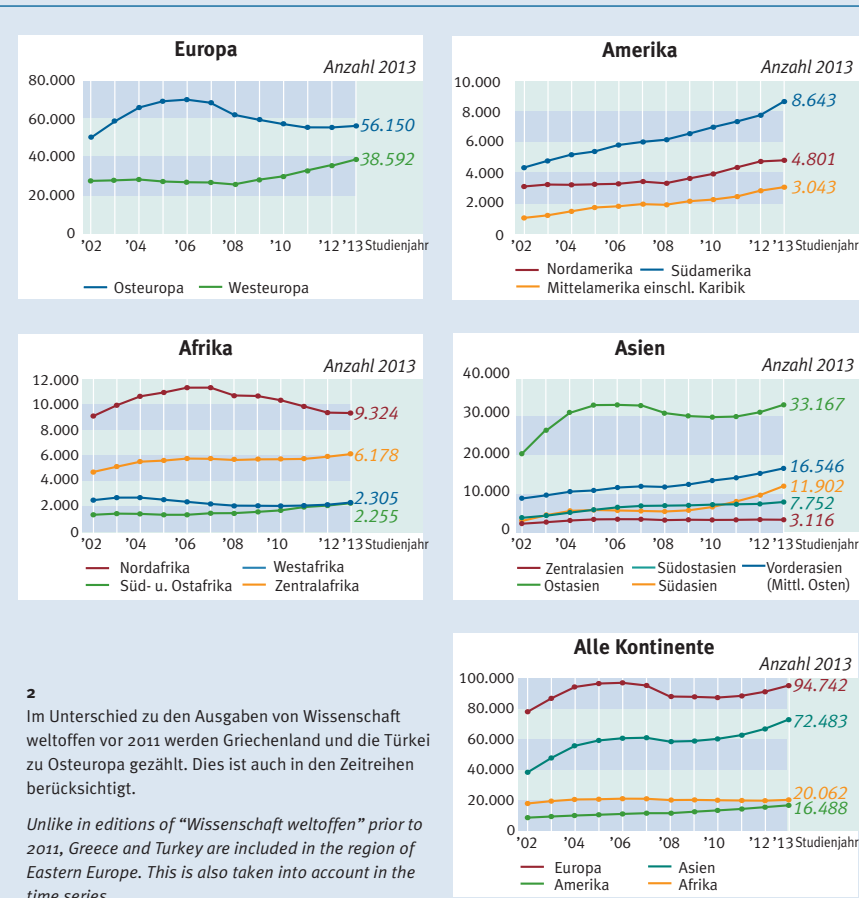 Europa
Anzahl 2013
80.000
60.000
40.000
20.000
0
56.150
38.592
’02 ’04 ’06 ’08 ’10 ’12 ’13 Studienjahr
Osteuropa Westeuropa
Amerika
Anzahl 2013
10.000
8.000
6.000
4.000
2.000
0
8.643
4.801
3.043
’02 ’04 ’06 ’08 ’10 ’12 ’13 Studienjahr
Nordamerika Südamerika
Mittelamerika einschl. Karibik
Afrika
Anzahl 2013
12.000
10.000
8.000
6.000
4.000
2.000
0
9.324
6.178
2.305
2.255
’02 ’04 ’06 ’08 ’10 ’12 ’13 Studienjahr
Nordafrika Westafrika
Süd- u. Ostafrika Zentralafrika
Asien
Anzahl 2013
40.000
30.000
20.000
10.000
0
33.167
16.546
11.902
7.752
3.116
’02 ’04 ’06 ’08 ’10 ’12 ’13 Studienjahr
Zentralasien Südostasien Vorderasien
Ostasien Südasien (Mittl. Osten)
2
Im Unterschied zu den Ausgaben von Wissenschaft
weltoffen vor 2011 werden Griechenland und die Türkei
zu Osteuropa gezählt. Dies ist auch in den Zeitreihen
berücksichtigt.
Unlike in editions of “Wissenschaft weltoffen” prior to
2011, Greece and Turkey are included in the region of
Eastern Europe. This is also taken into account in the
time series.
Alle Kontinente
Anzahl 2013
100.000
80.000
60.000
40.000
20.000
0
94.742
72.483
20.062
16.488
’02 ’04 ’06 ’08 ’10 ’12 ’13 Studienjahr
Europa Asien
Amerika Afrika